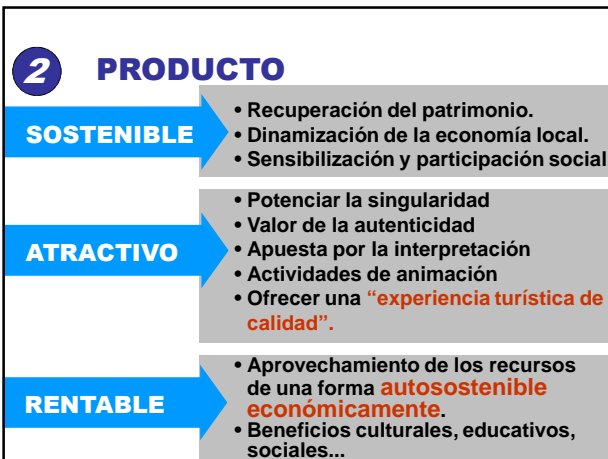 2 PRODUCTO
SOSTENIBLE
• Recuperación del patrimonio.
• Dinamización de la economía local.
• Sensibilización y participación social
ATRACTIVO
• Potenciar la singularidad
• Valor de la autenticidad
• Apuesta por la interpretación
• Actividades de animación
• Ofrecer una “experiencia turística de
calidad”.
RENTABLE
• Aprovechamiento de los recursos
de una forma autosostenible
económicamente.
• Beneficios culturales, educativos,
sociales...